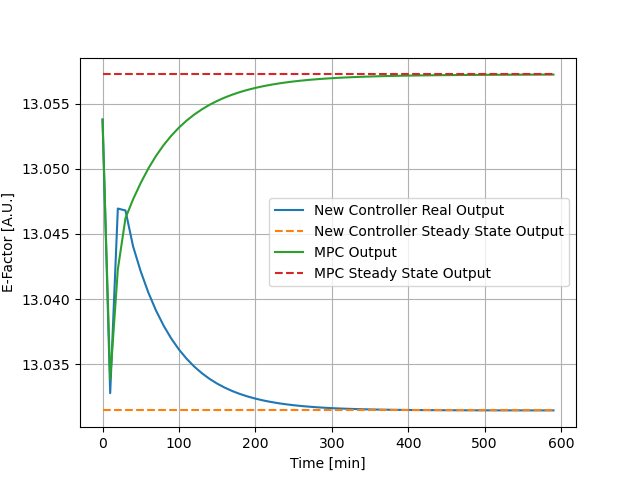 13.055
13.050
13.045
13.040
13.035
E-Factor [A.U.]
New Controller Real Output
New Controller Steady State Output
MPC Output
MPC Steady State Output
0 100 200 300 400 500 600
Time [min]